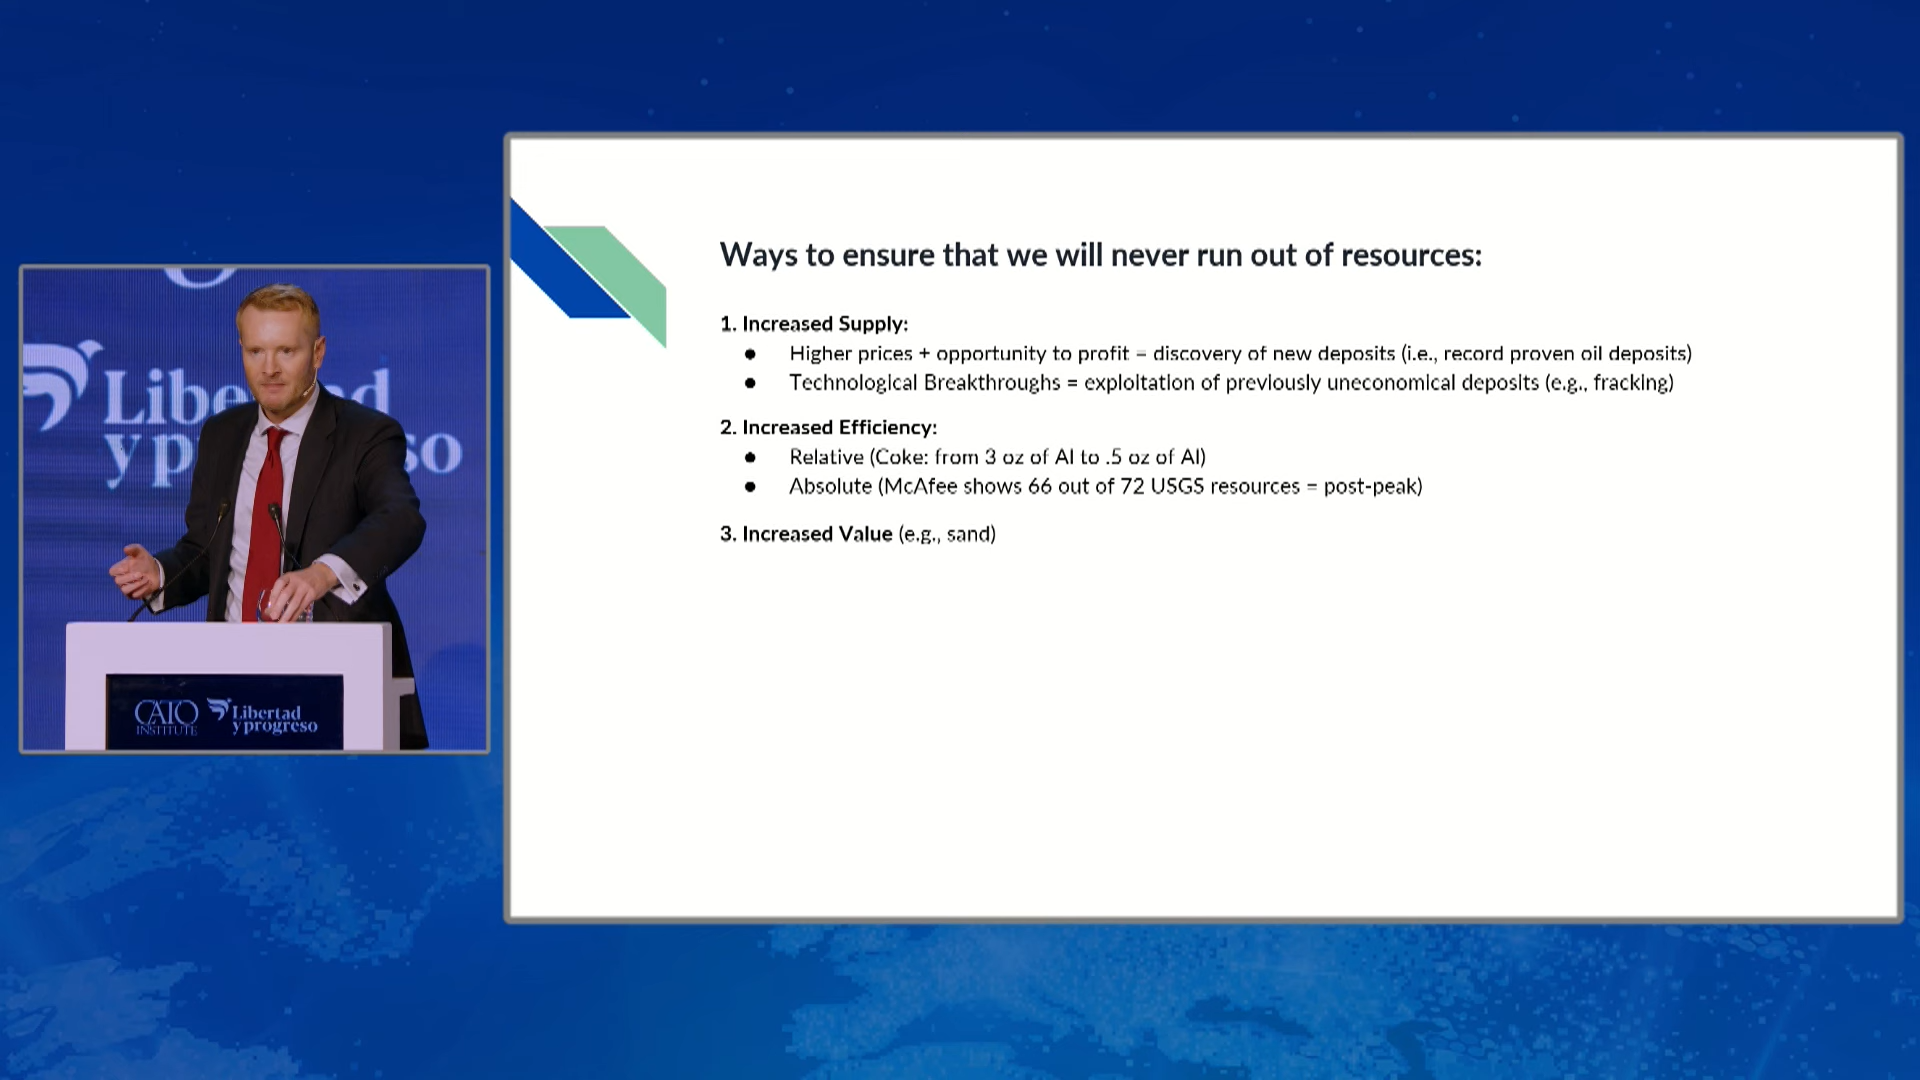 Ways to ensure that we will never run out of resources:
1. Increased Supply:
● Higher prices + opportunity to profit = discovery of new deposits (i.e., record proven oil deposits)
● Technological Breakthroughs = exploitation of previously uneconomical deposits (e.g., fracking)
2. Increased Efficiency:
● Relative (Coke: from 3 oz of Al to .5 oz of Al)
● Absolute (McAfee shows 66 out of 72 USGS resources = post-peak)
3. Increased Value (e.g., sand)
CATO
INSTITUTE
Libertad
y progreso